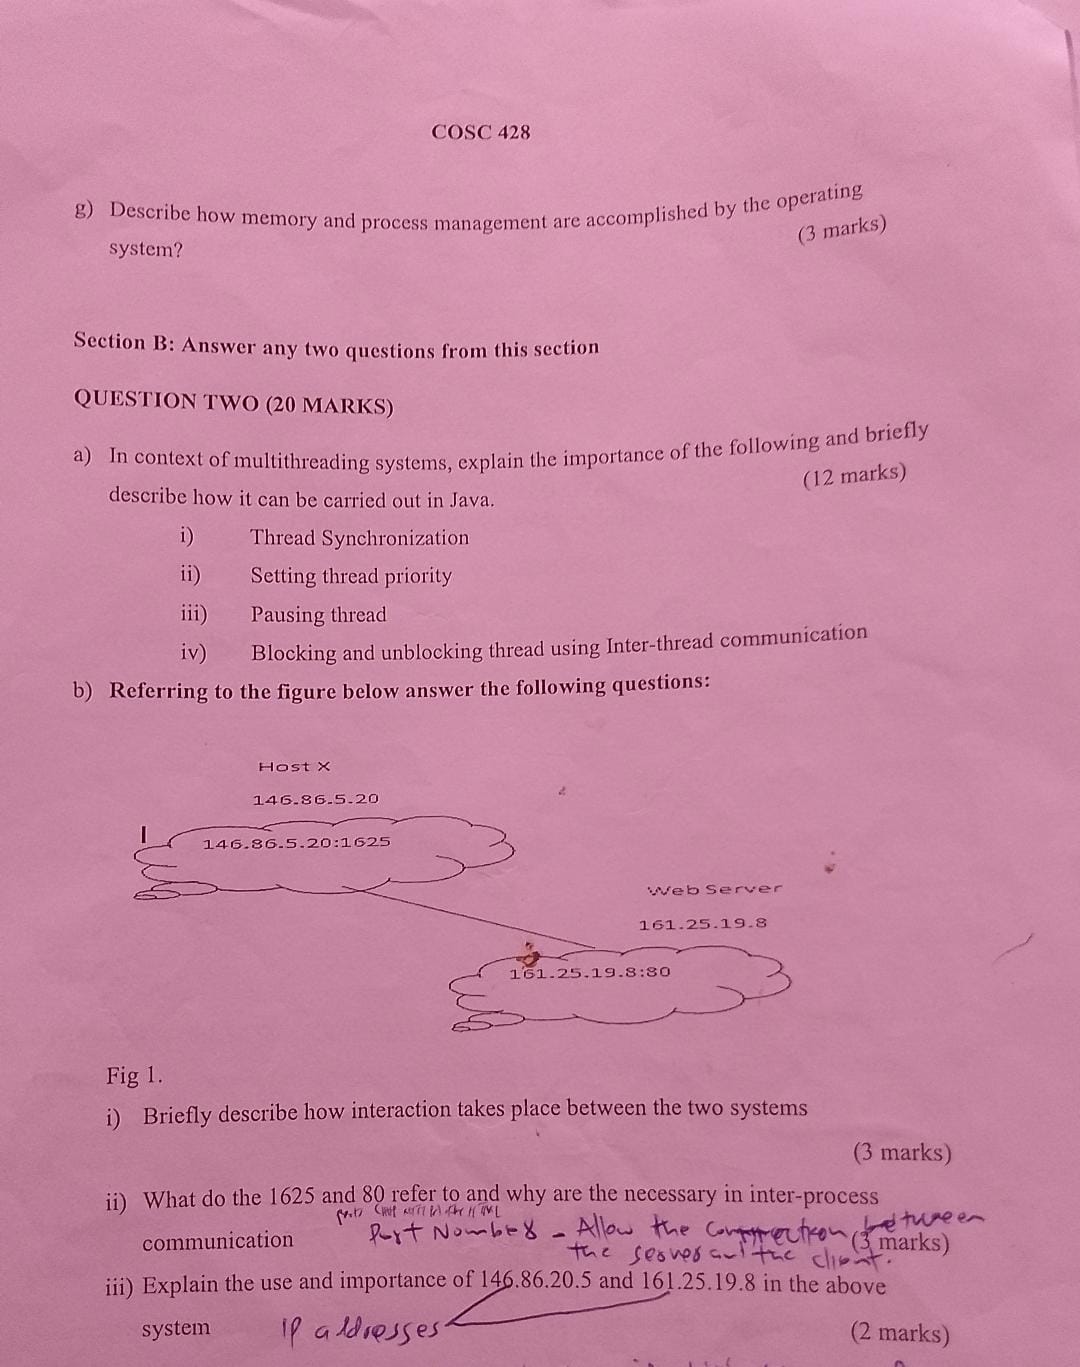 COSC 428
g) Describe how memory and process management are accomplished by the operating
system?
(3 marks)
Section B: Answer any two questions from this section
QUESTION TWO (20 MARKS)
a) In context of multithreading systems, explain the importance of the following and briefly
describe how it can be carried out in Java.
(12 marks)
i) Thread Synchronization
ii) Setting thread priority
iii) Pausing thread
iv) Blocking and unblocking thread using Inter-thread communication
b) Referring to the figure below answer the following questions:
Host X
146.86.5.20
146.86.5.20:1625
Web Server
161.25.19.8
161.25.19.8:80
Fig 1.
i) Briefly describe how interaction takes place between the two systems
(3 marks)
ii) What do the 1625 and 80 refer to and why are the necessary in inter-process
Port Number - Allow the connection between
communication
(3 marks)
the server and the client.
iii) Explain the use and importance of 146.86.20.5 and 161.25.19.8 in the above
system
IP addresses
(2 marks)